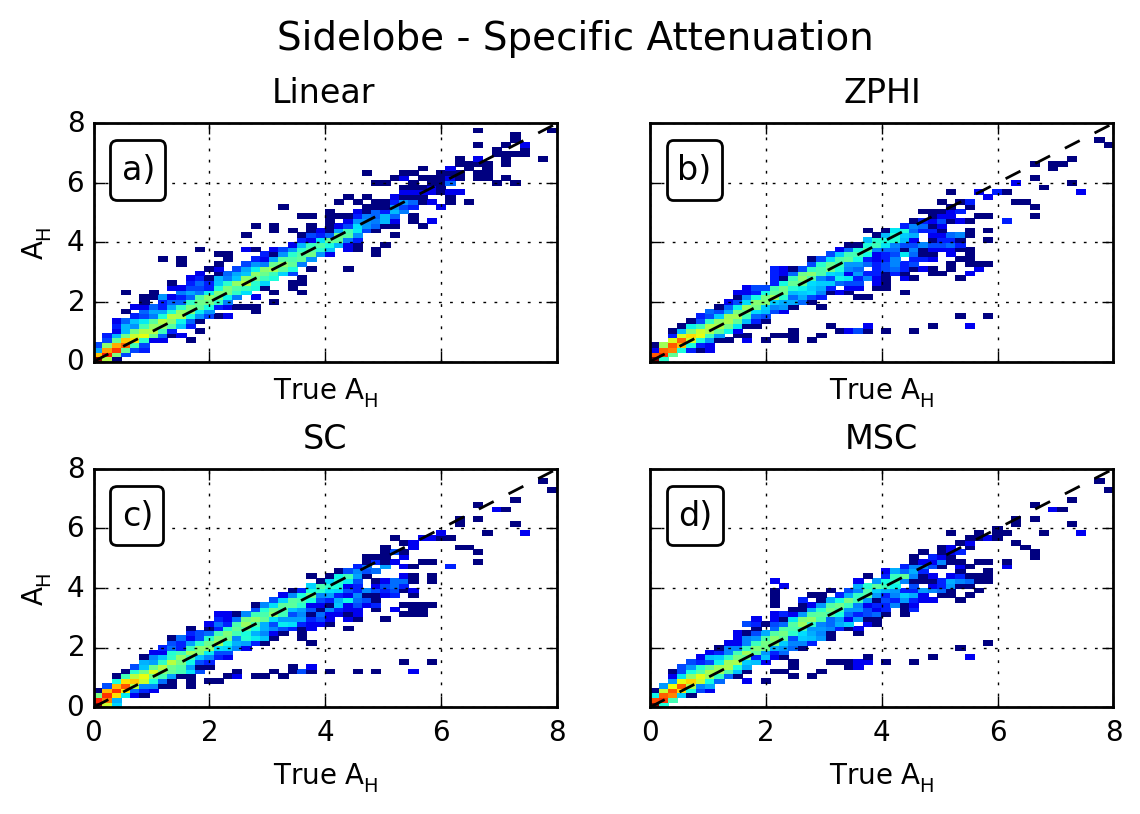 Sidelobe - Specific Attenuation
Linear
ZPHI
8
6
4
2
0
A_H
a)
b)
True A_H
True A_H
SC
MSC
8
6
4
2
0
A_H
c)
d)
0 2 4 6 8
0 2 4 6 8
True A_H
True A_H